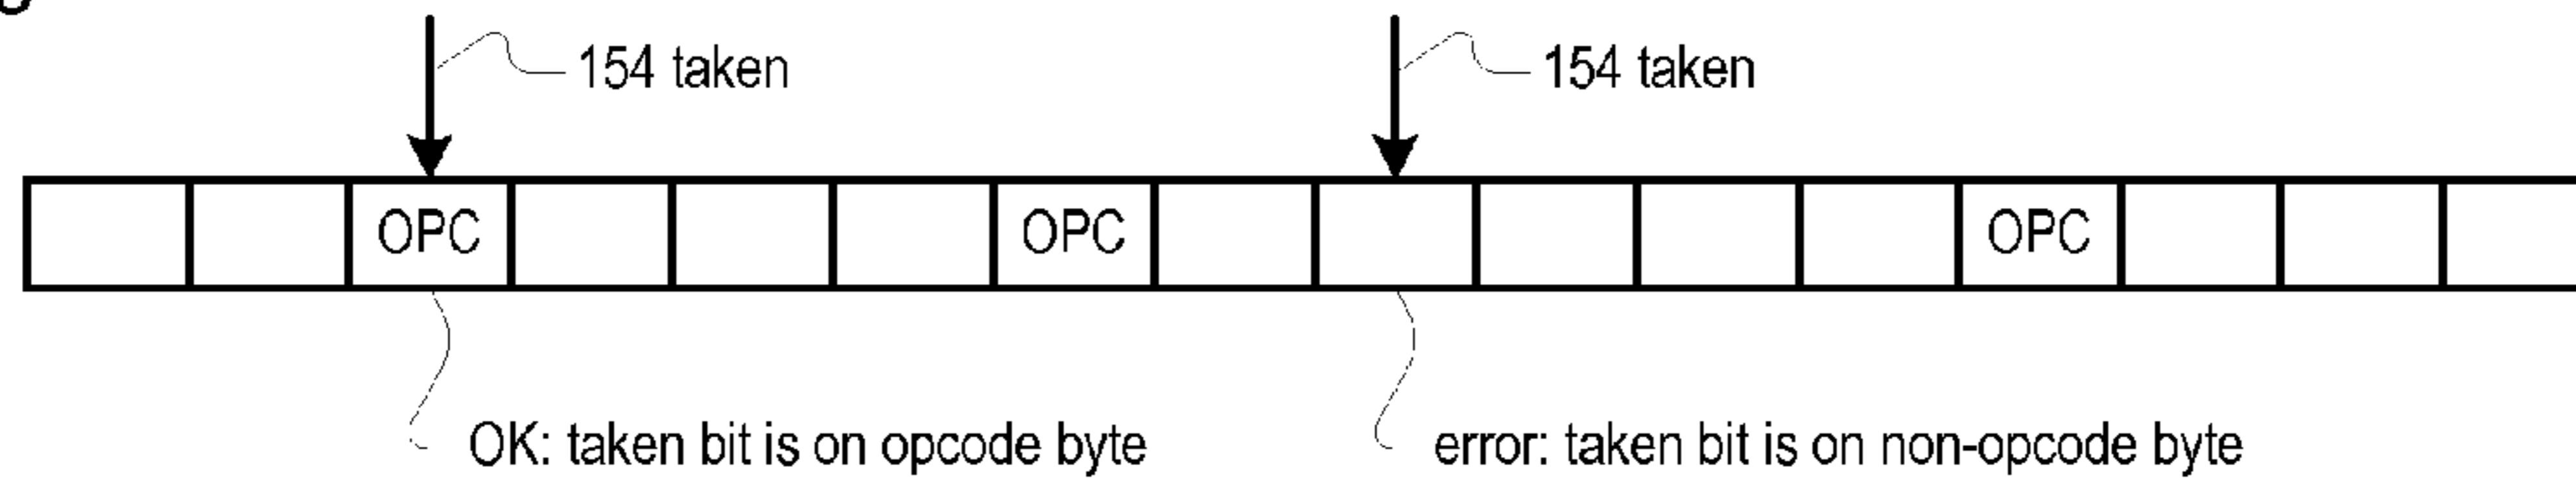 154 taken
154 taken
OPC
OPC
OPC
OK: taken bit is on opcode byte
error: taken bit is on non-opcode byte